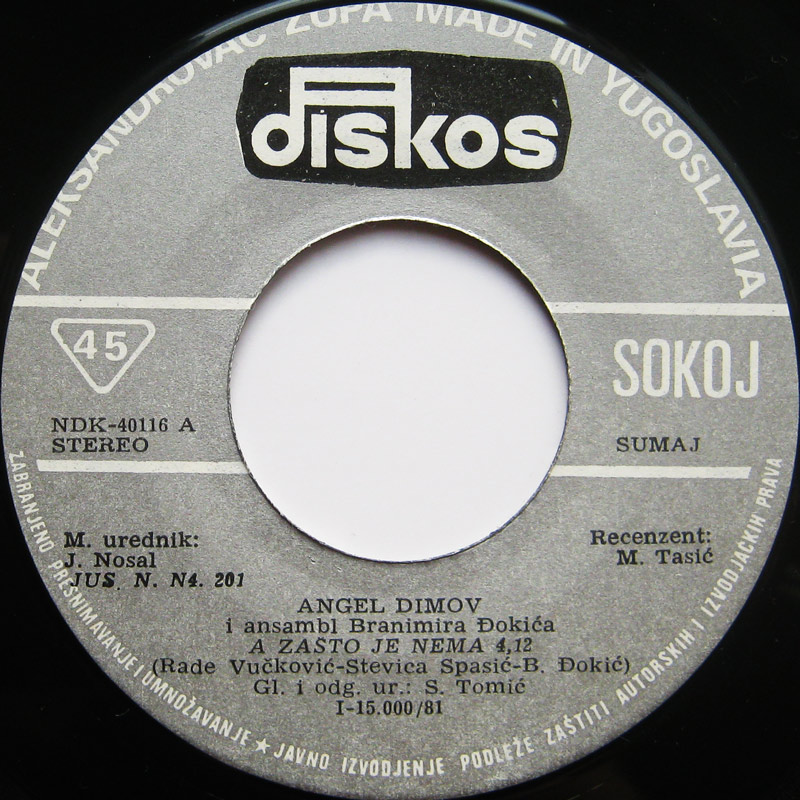 ALEKSANDROVAC ŽUPA MADE IN YUGOSLAVIA
diskos
45
SOKOJ
NDK-40116 A
STEREO
SUMAJ
M. urednik:
J. Nosal
JUS. N. N4. 201
Recenzent:
M. Tasić
ANGEL DIMOV
i ansambl Branimira Đokića
A ZAŠTO JE NEMA 4,12
(Rade Vučković-Stevica Spasić-B. Đokić)
Gl. i odg. ur.: S. Tomić
I-15.000/81
ZABRANJENO PRESNIMAVANJE I UMNOŽAVANJE ★ JAVNO IZVODJENJE PODLEŽE ZAŠTITI AUTORSKIH I IZVODJACKIH PRAVA